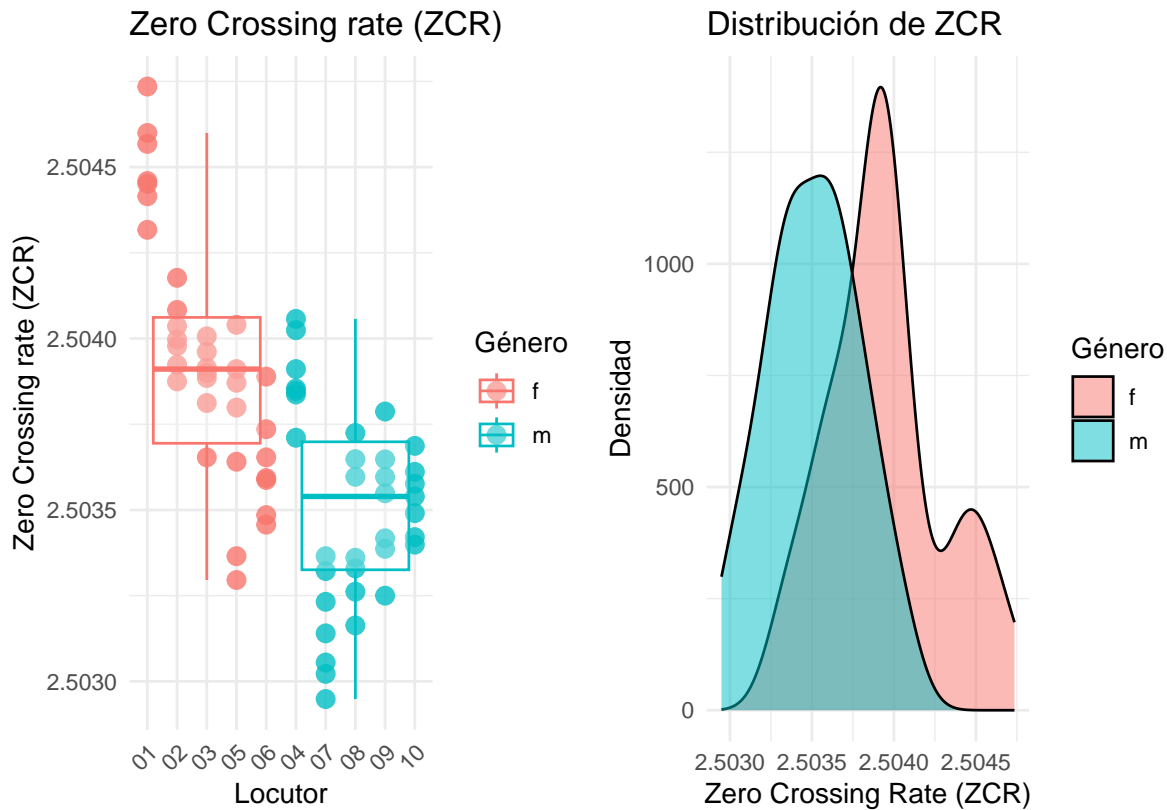 Zero Crossing rate (ZCR)
Zero Crossing rate (ZCR)
2.5045
2.5040
2.5035
2.5030
01
02
03
05
06
04
07
08
09
10
Locutor
Género
f
m
Distribución de ZCR
Densidad
1000
500
0
2.5030
2.5035
2.5040
2.5045
Zero Crossing Rate (ZCR)
Género
f
m